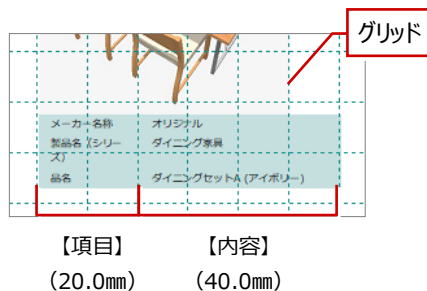 グリッド
メーカー名称 オリジナル
製品名（シリー ダイニング家具
ズ）
品名 ダイニングセットA (アイボリー)
【項目】 【内容】
（20.0㎜） （40.0㎜）